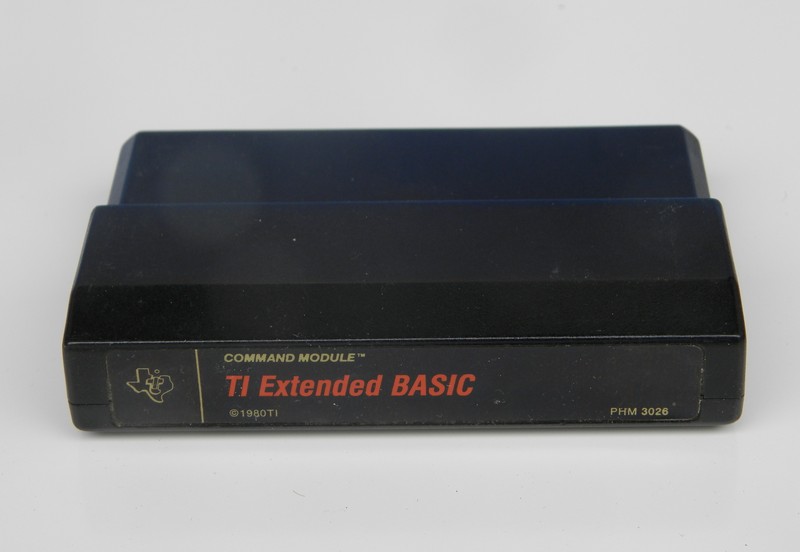 COMMAND MODULE™
TI Extended BASIC
©1980TI
PHM 3026